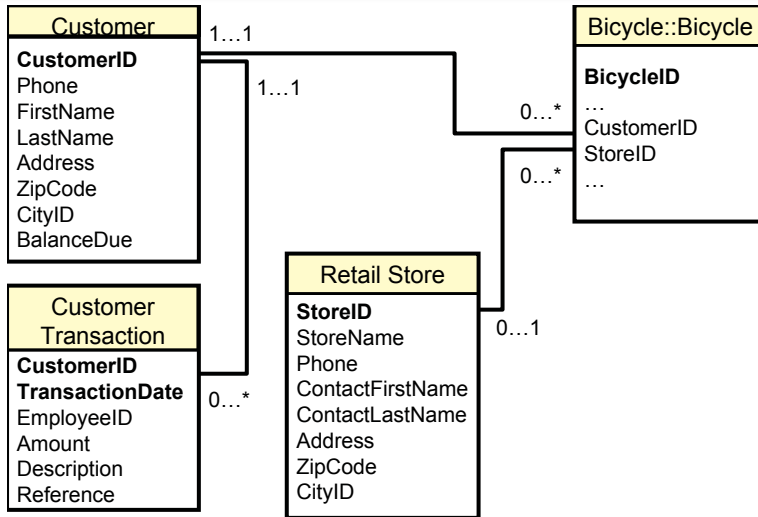 Customer
CustomerID
Phone
FirstName
LastName
Address
ZipCode
CityID
BalanceDue
1…1
1…1
Bicycle::Bicycle
BicycleID
…
CustomerID
StoreID
…
0…*
0…*
Customer
Transaction
CustomerID
TransactionDate
EmployeeID
Amount
Description
Reference
0…*
Retail Store
StoreID
StoreName
Phone
ContactFirstName
ContactLastName
Address
ZipCode
CityID
0…1